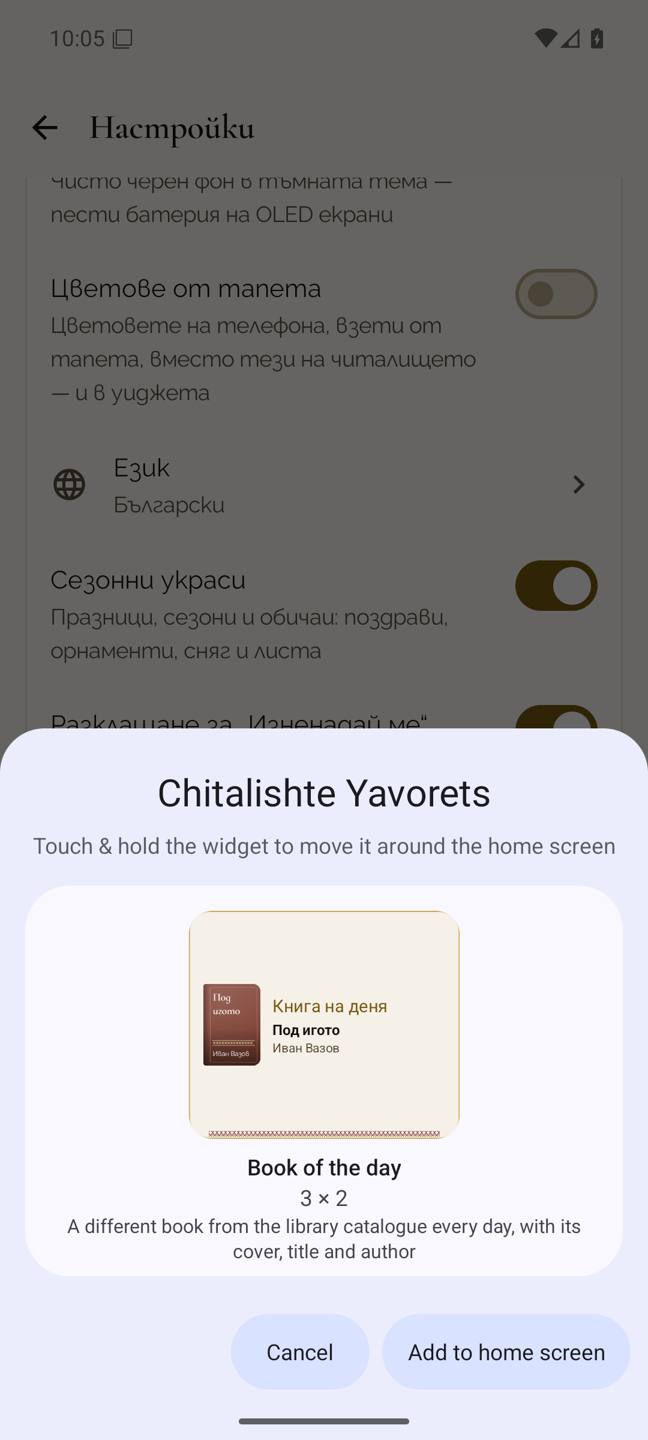 10:05
Настройки
Чисто черен фон в тъмната тема —
пести батерия на OLED екрани
Цветове от тапета
Цветовете на телефона, взети от
тапета, вместо тези на читалището
— и в уиджета
Език
Български
Сезонни украси
Празници, сезони и обичаи: поздрави,
орнаменти, сняг и листа
Разклащане за „Изненадай ме“
Chitalishte Yavorets
Touch & hold the widget to move it around the home screen
Под
игото
Иван Вазов
Книга на деня
Под игото
Иван Вазов
Book of the day
3 × 2
A different book from the library catalogue every day, with its
cover, title and author
Cancel
Add to home screen